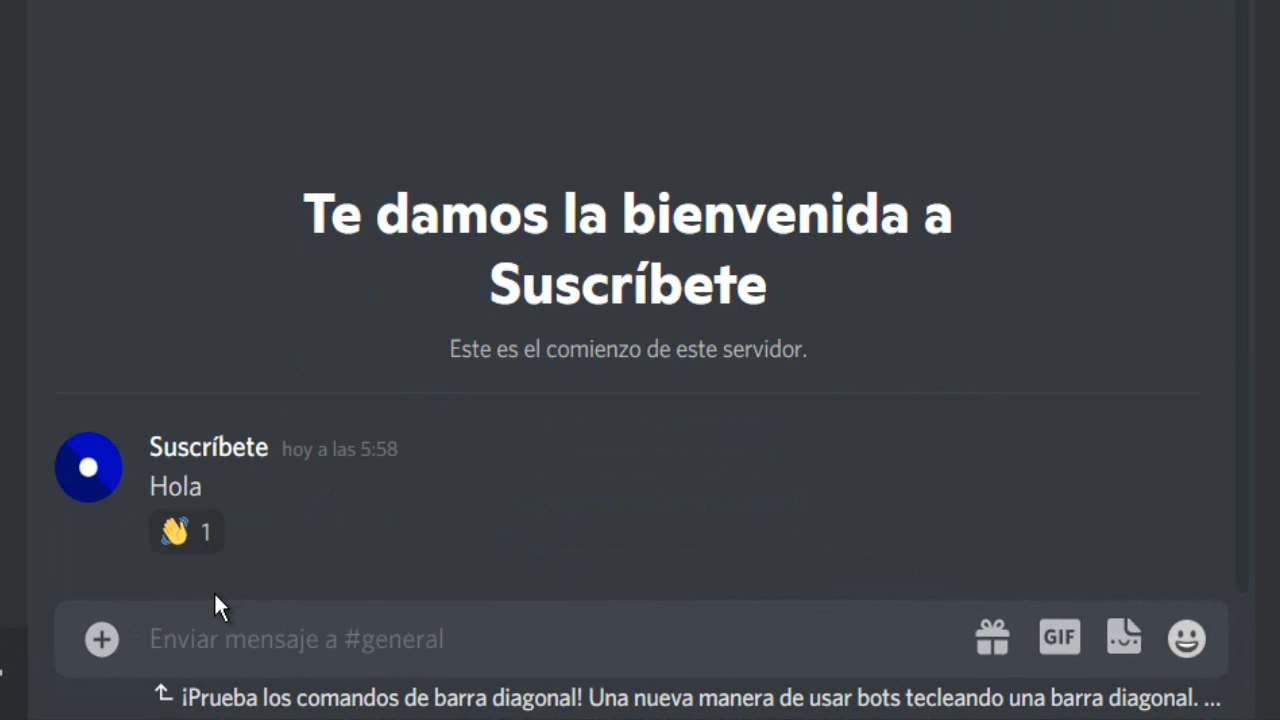 Te damos la bienvenida a
Suscríbete
Este es el comienzo de este servidor.
Suscríbete hoy a las 5:58
Hola
1
Enviar mensaje a #general
GIF
¡Prueba los comandos de barra diagonal! Una nueva manera de usar bots tecleando una barra diagonal. ...